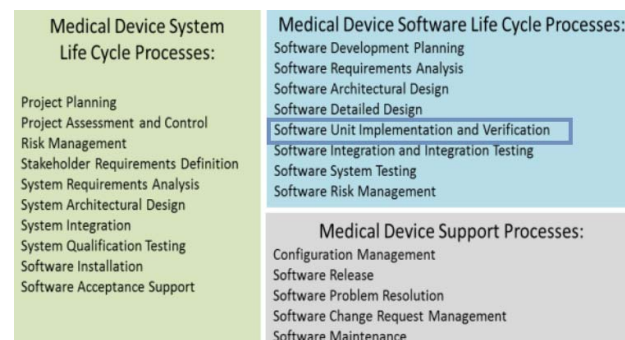 Medical Device System
Life Cycle Processes:
Project Planning
Project Assessment and Control
Risk Management
Stakeholder Requirements Definition
System Requirements Analysis
System Architectural Design
System Integration
System Qualification Testing
Software Installation
Software Acceptance Support
Medical Device Software Life Cycle Processes:
Software Development Planning
Software Requirements Analysis
Software Architectural Design
Software Detailed Design
Software Unit Implementation and Verification
Software Integration and Integration Testing
Software System Testing
Software Risk Management
Medical Device Support Processes:
Configuration Management
Software Release
Software Problem Resolution
Software Change Request Management
Software Maintenance